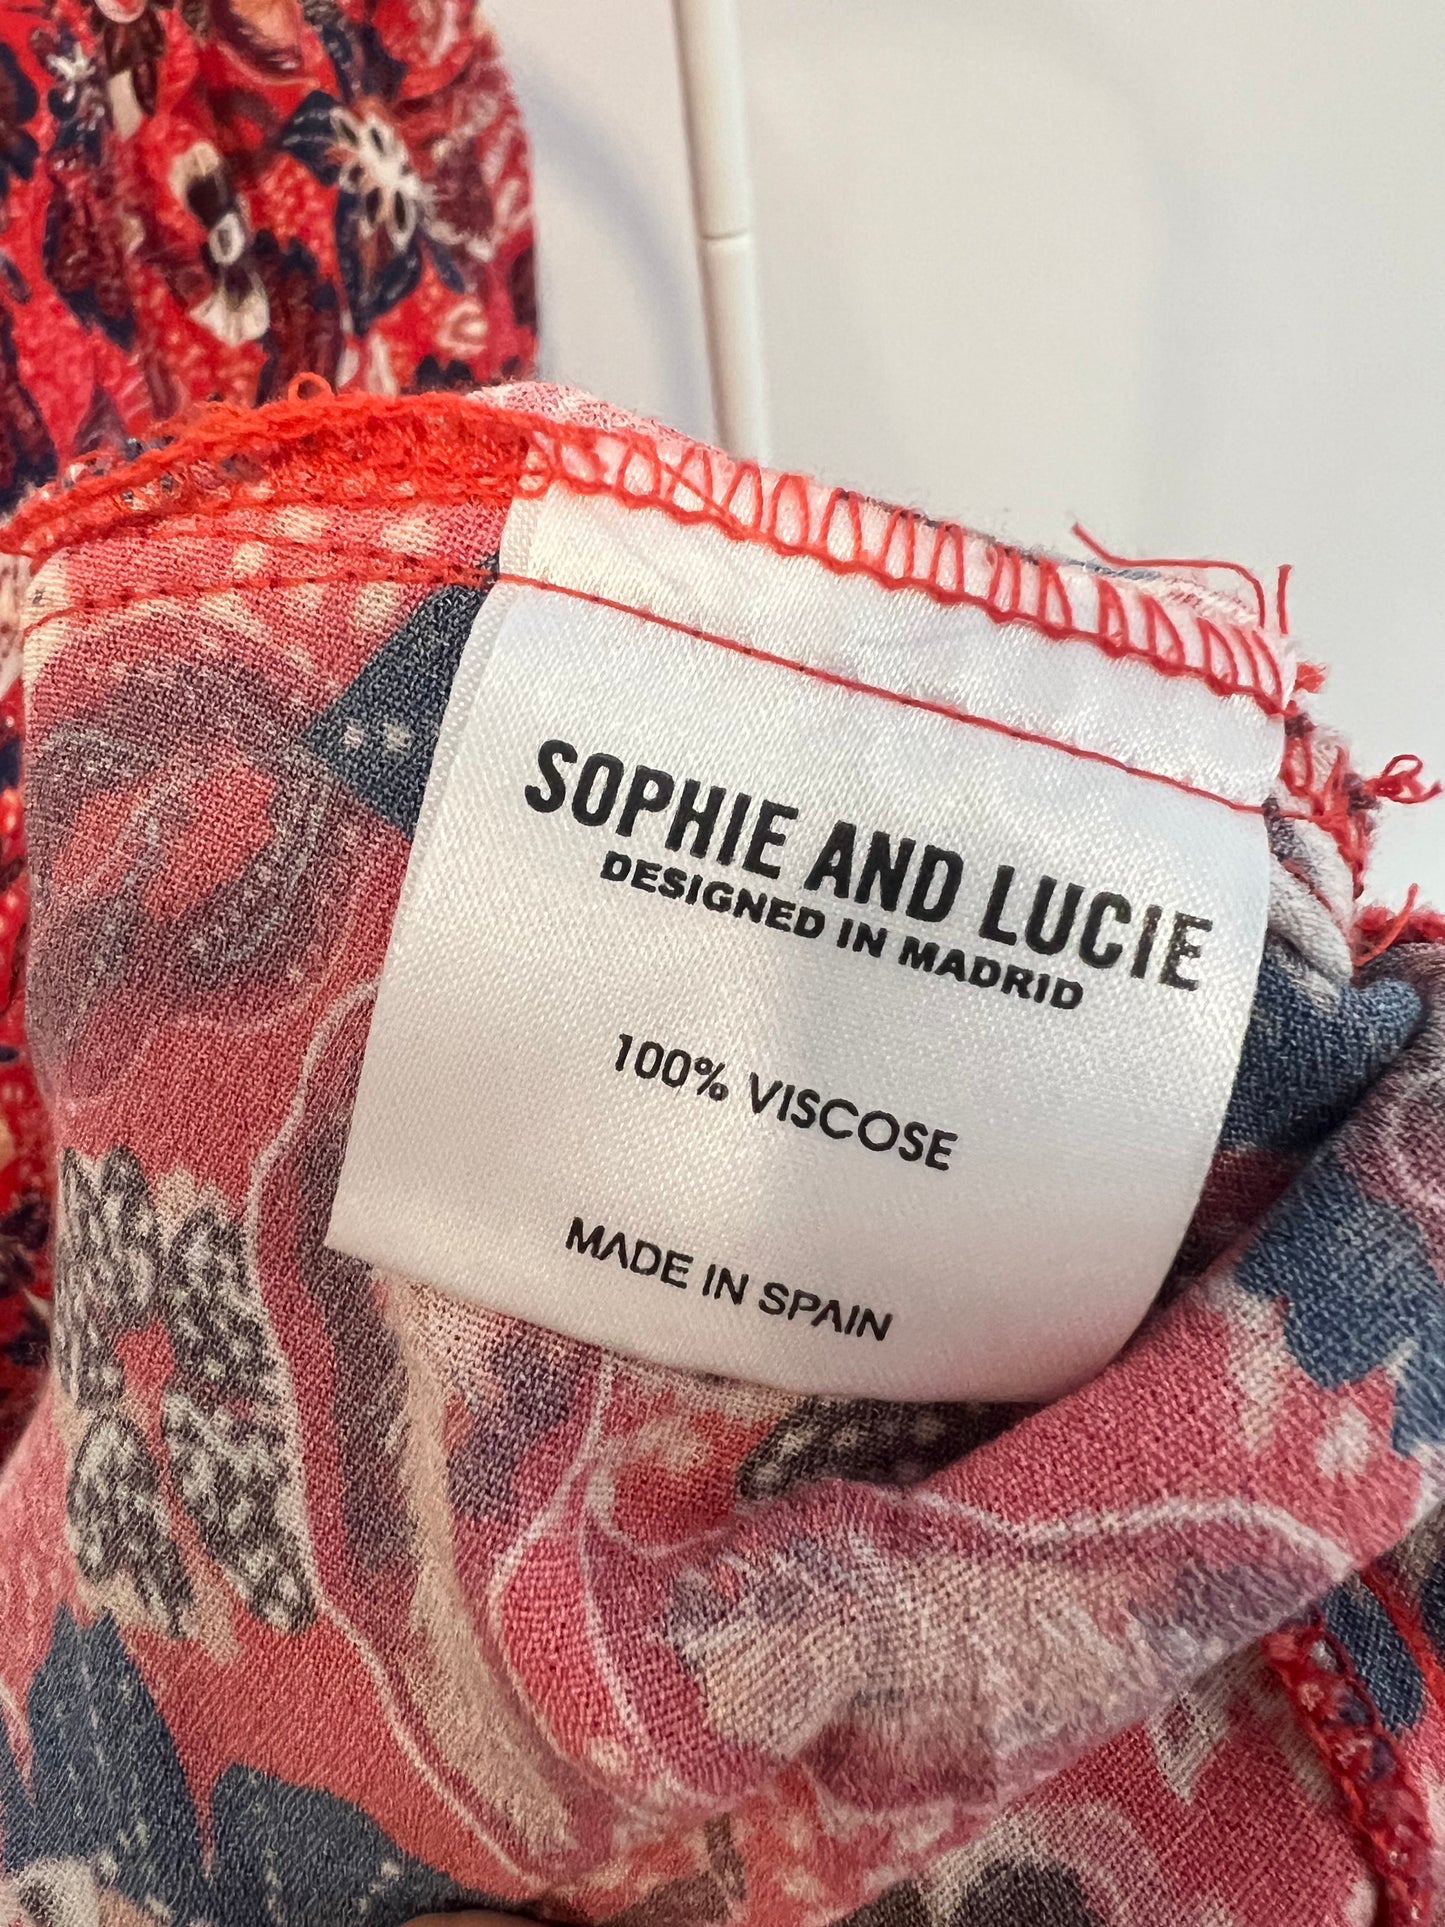 SOPHIE AND LUCIE
DESIGNED IN MADRID
100% VISCOSE
MADE IN SPAIN